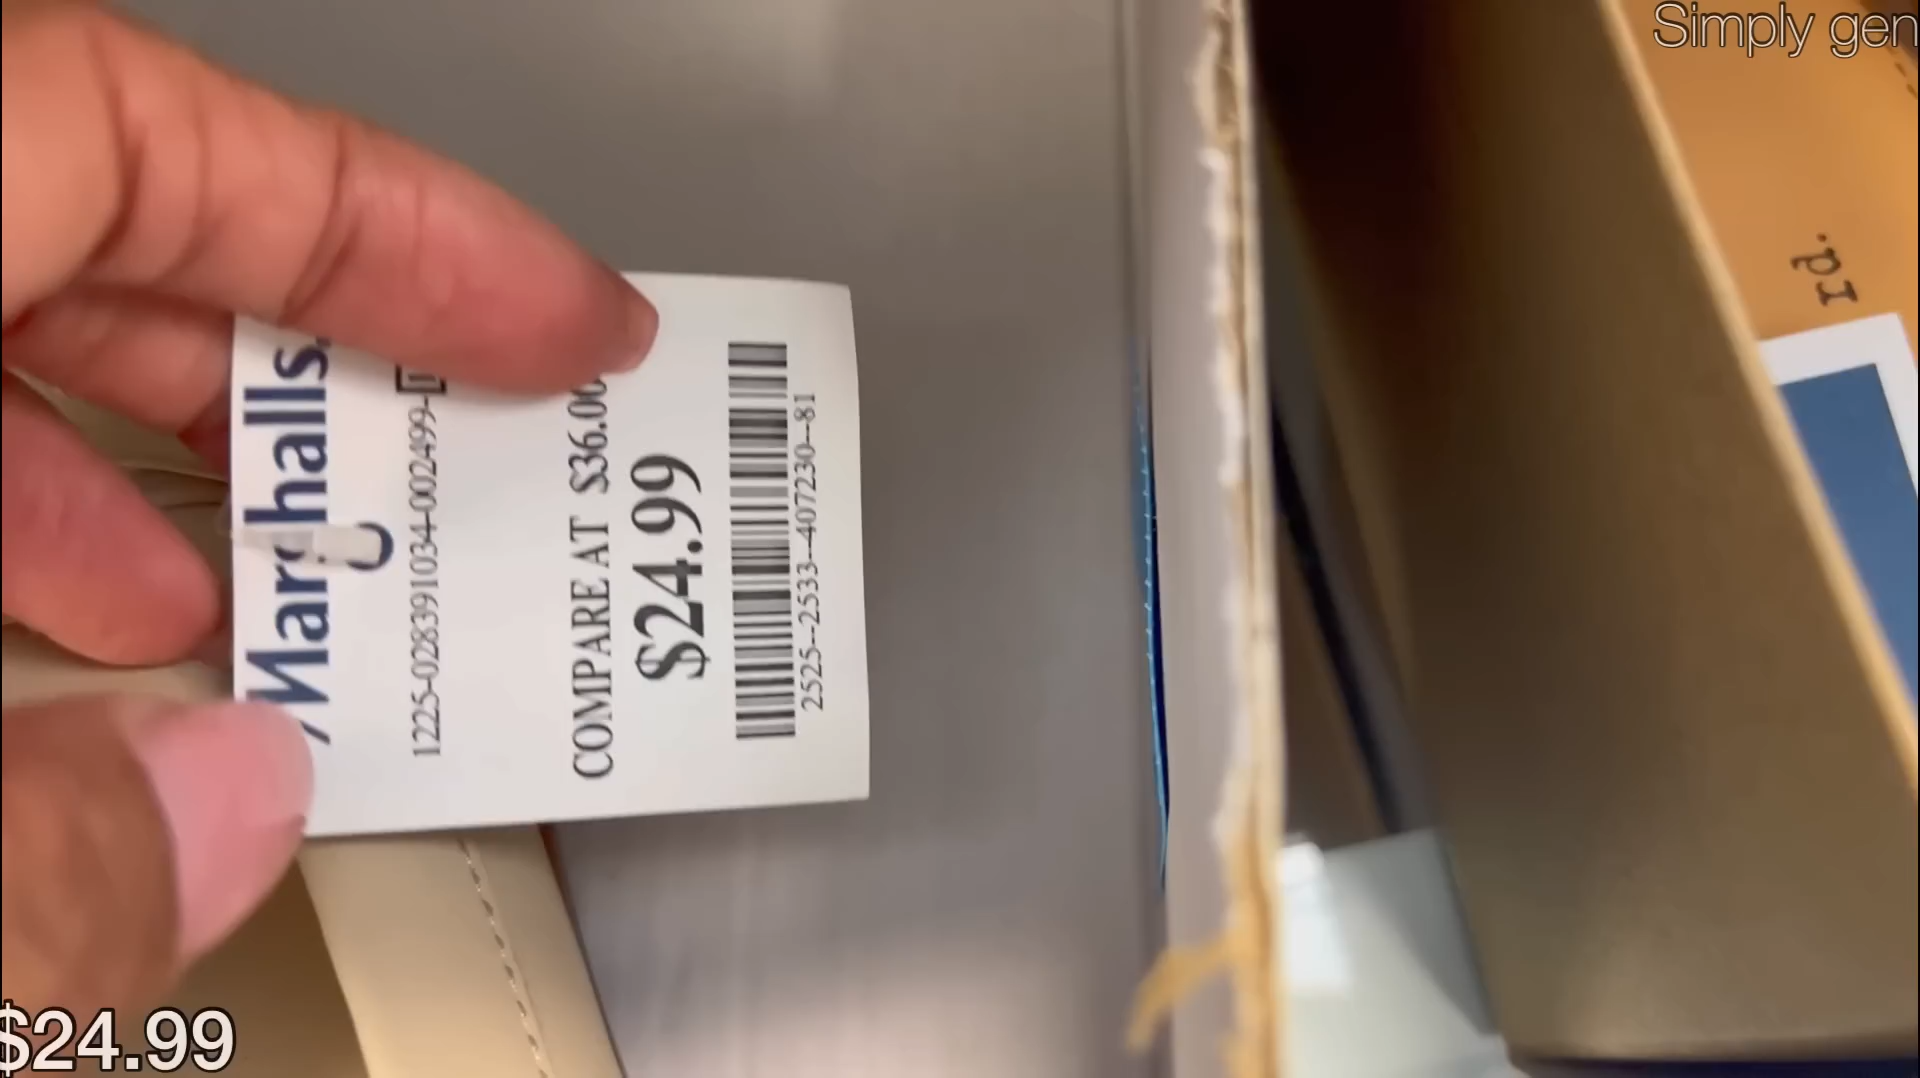 Simply gen
Marshalls.
1225-028391034-002499-1
COMPARE AT $36.00
$24.99
2525--2533--407230--81
rd.
$24.99